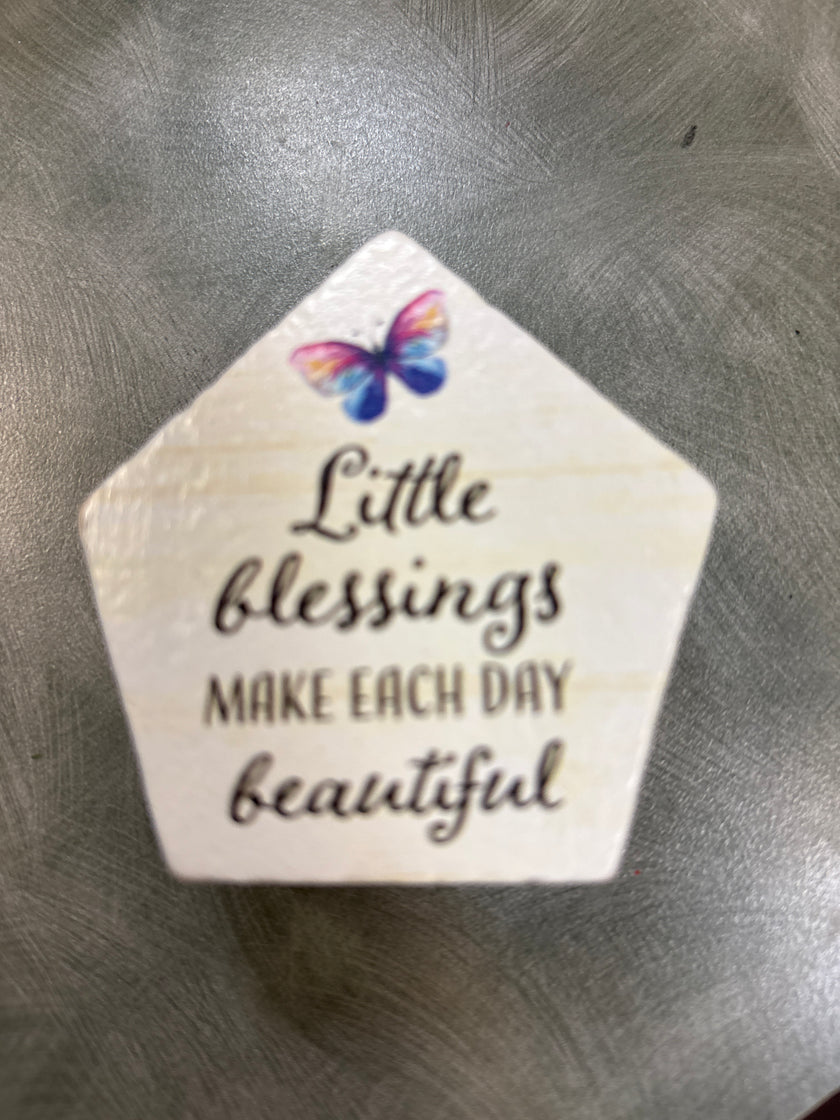 Little
blessings
MAKE EACH DAY
beautiful